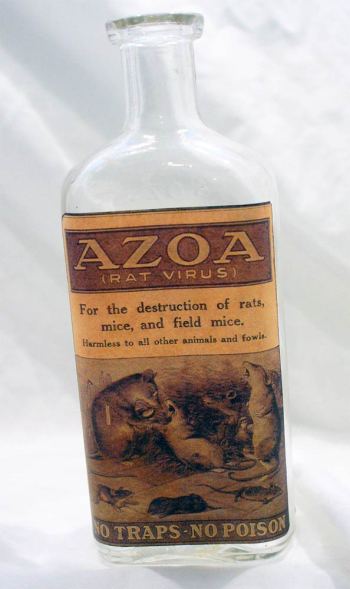 AZOA
(RAT VIRUS)
For the destruction of rats,
mice, and field mice.
Harmless to all other animals and fowls.
NO TRAPS-NO POISON